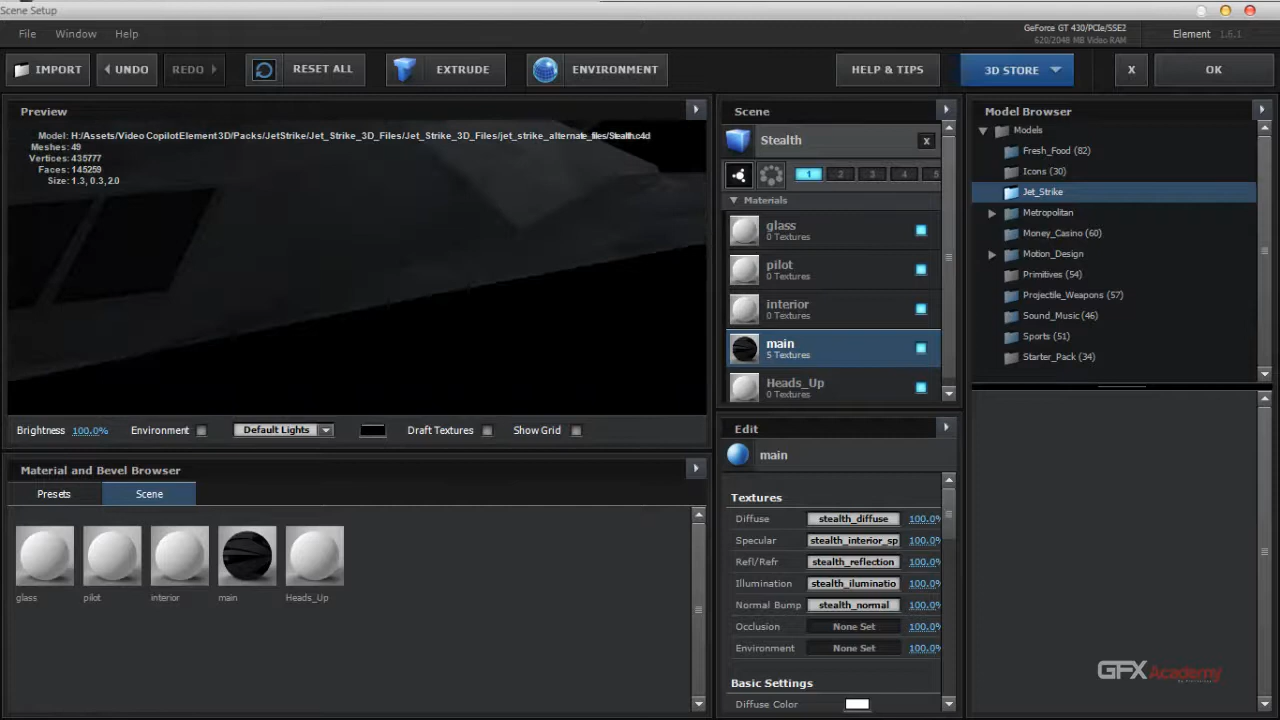 Scene Setup
File Window Help
GeForce GT 430/PCIe/SSE2
620/2048 MB Video RAM
Element 1.6.1
IMPORT UNDO REDO RESET ALL EXTRUDE ENVIRONMENT HELP & TIPS 3D STORE X OK
Preview
Model: H:/Assets/Video CopilotElement3D/Packs/JetStrike/Jet_Strike_3D_Files/Jet_Strike_3D_Files/jet_strike_alternate_files/Stealth.c4d
Meshes: 49
Vertices: 435777
Faces: 145259
Size: 1.3, 0.3, 2.0
Brightness 100.0% Environment Default Lights Draft Textures Show Grid
Material and Bevel Browser
Presets Scene
glass pilot interior main Heads_Up
Scene
Stealth X
1 2 3 4 5
Materials
glass
0 Textures
pilot
0 Textures
interior
0 Textures
main
5 Textures
Heads_Up
0 Textures
Edit
main
Textures
Diffuse stealth_diffuse 100.0%
Specular stealth_interior_sp 100.0%
Refl/Refr stealth_reflection 100.0%
Illumination stealth_iluminatio 100.0%
Normal Bump stealth_normal 100.0%
Occlusion None Set 100.0%
Environment None Set 100.0%
Basic Settings
Diffuse Color
Model Browser
Models
Fresh_Food (82)
Icons (30)
Jet_Strike
Metropolitan
Money_Casino (60)
Motion_Design
Primitives (54)
Projectile_Weapons (57)
Sound_Music (46)
Sports (51)
Starter_Pack (34)
GFX Academy